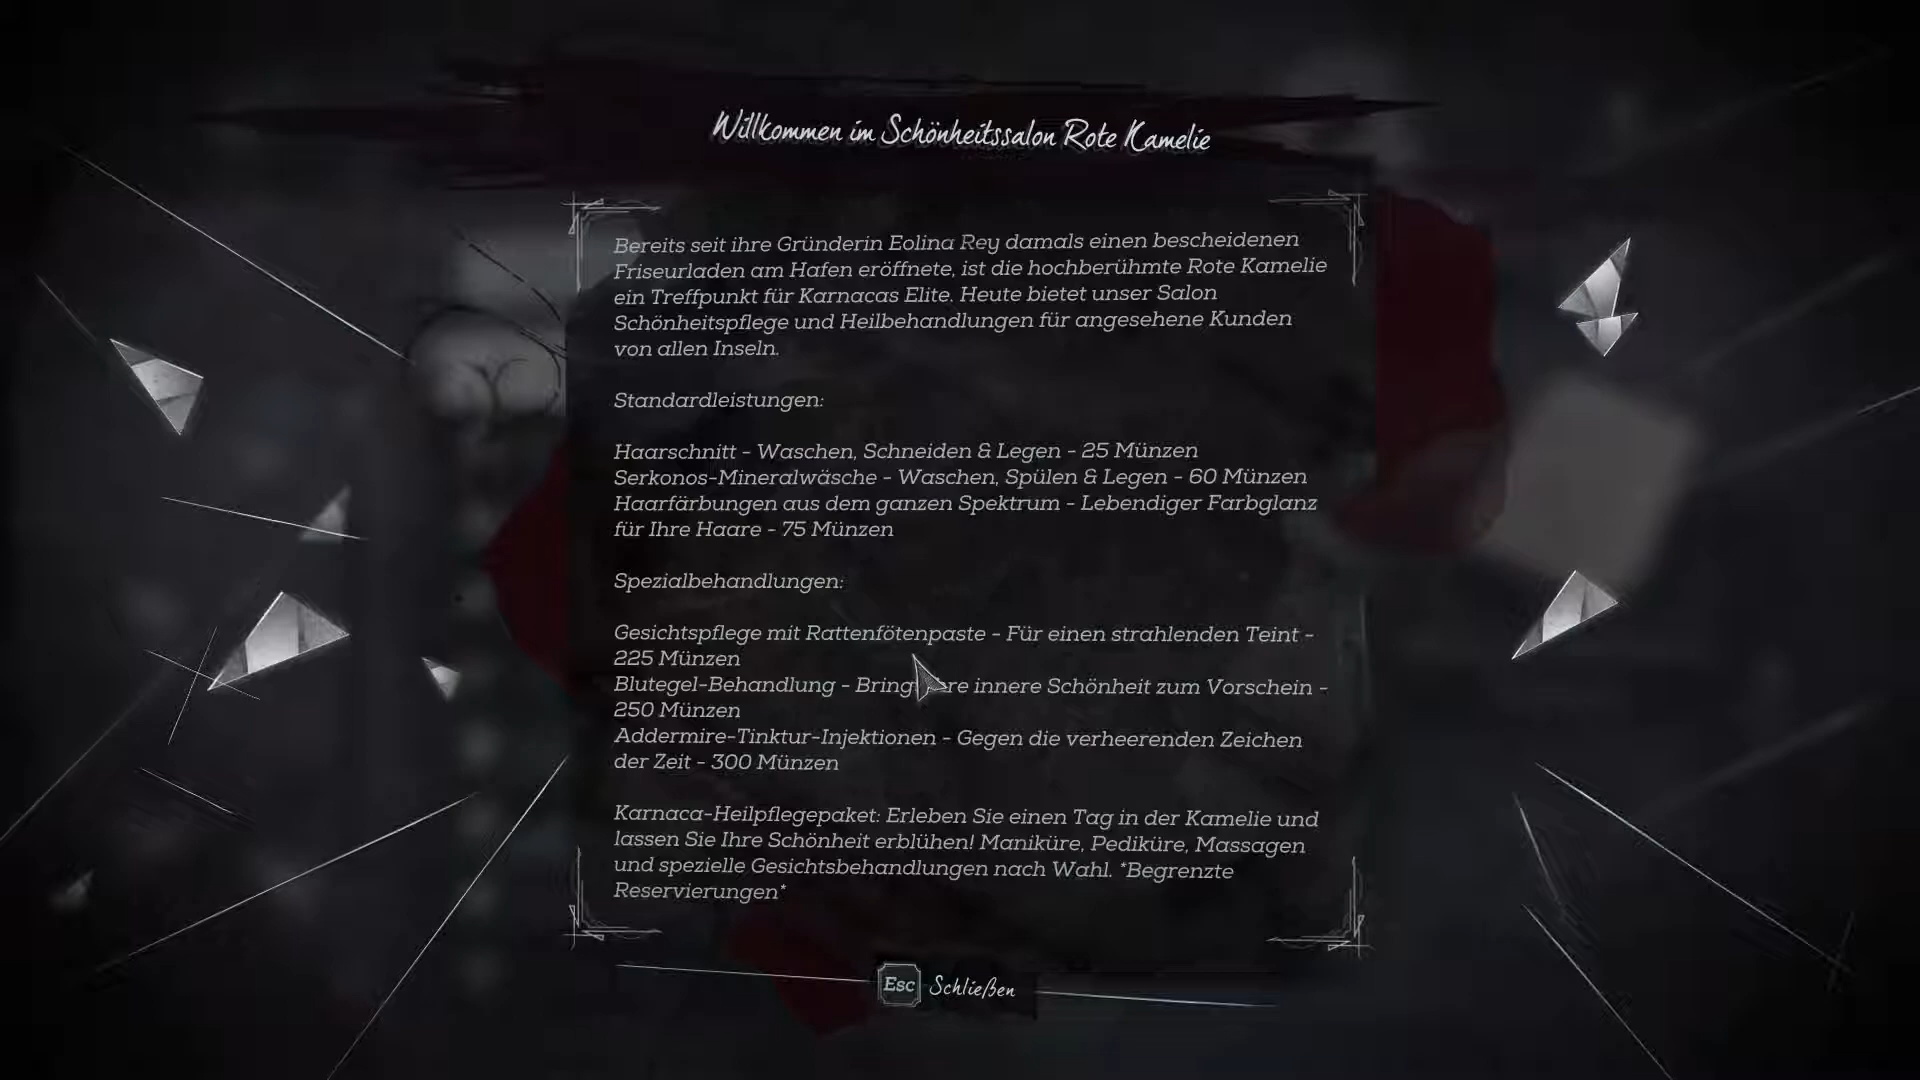 Willkommen im Schönheitssalon Rote Kamelie
Bereits seit ihre Gründerin Eolina Rey damals einen bescheidenen
Friseurladen am Hafen eröffnete, ist die hochberühmte Rote Kamelie
ein Treffpunkt für Karnacas Elite. Heute bietet unser Salon
Schönheitspflege und Heilbehandlungen für angesehene Kunden
von allen Inseln.
Standardleistungen:
Haarschnitt - Waschen, Schneiden & Legen - 25 Münzen
Serkonos-Mineralwäsche - Waschen, Spülen & Legen - 60 Münzen
Haarfärbungen aus dem ganzen Spektrum - Lebendiger Farbglanz
für Ihre Haare - 75 Münzen
Spezialbehandlungen:
Gesichtspflege mit Rattenfötenpaste - Für einen strahlenden Teint -
225 Münzen
Blutegel-Behandlung - innere Schönheit zum Vorschein -
250 Münzen
Addermire-Tinktur-Injektionen - Gegen die verheerenden Zeichen
der Zeit - 300 Münzen
Karnaca-Heilpflegepaket: Erleben Sie einen Tag in der Kamelie und
lassen Sie Ihre Schönheit erblühen! Maniküre, Pediküre, Massagen
und spezielle Gesichtsbehandlungen nach Wahl. *Begrenzte
Reservierungen*
Esc Schließen